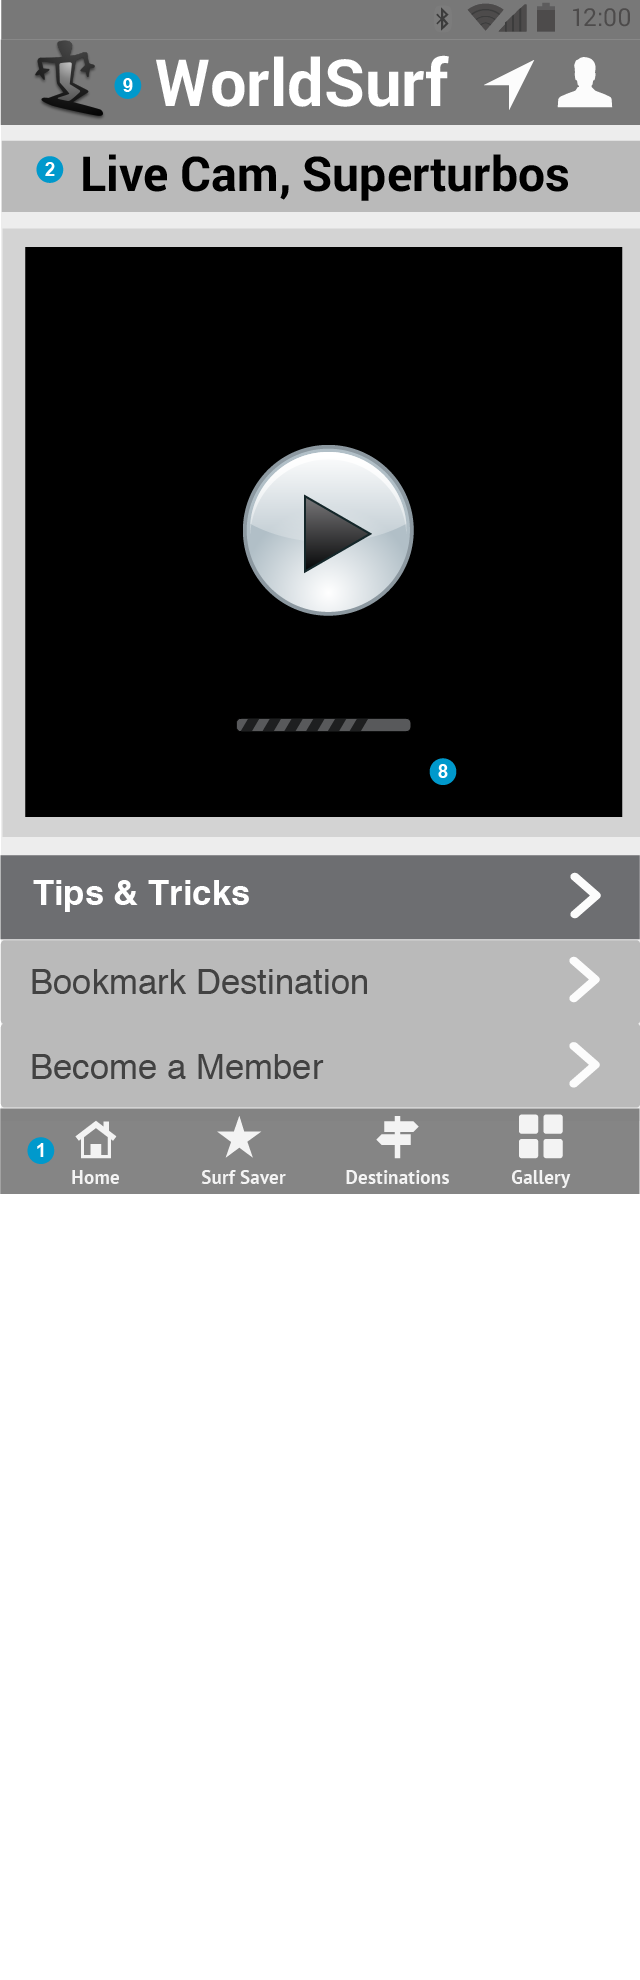 12:00
9 WorldSurf
2 Live Cam, Superturbos
8
Tips & Tricks
Bookmark Destination
Become a Member
1
Home Surf Saver Destinations Gallery